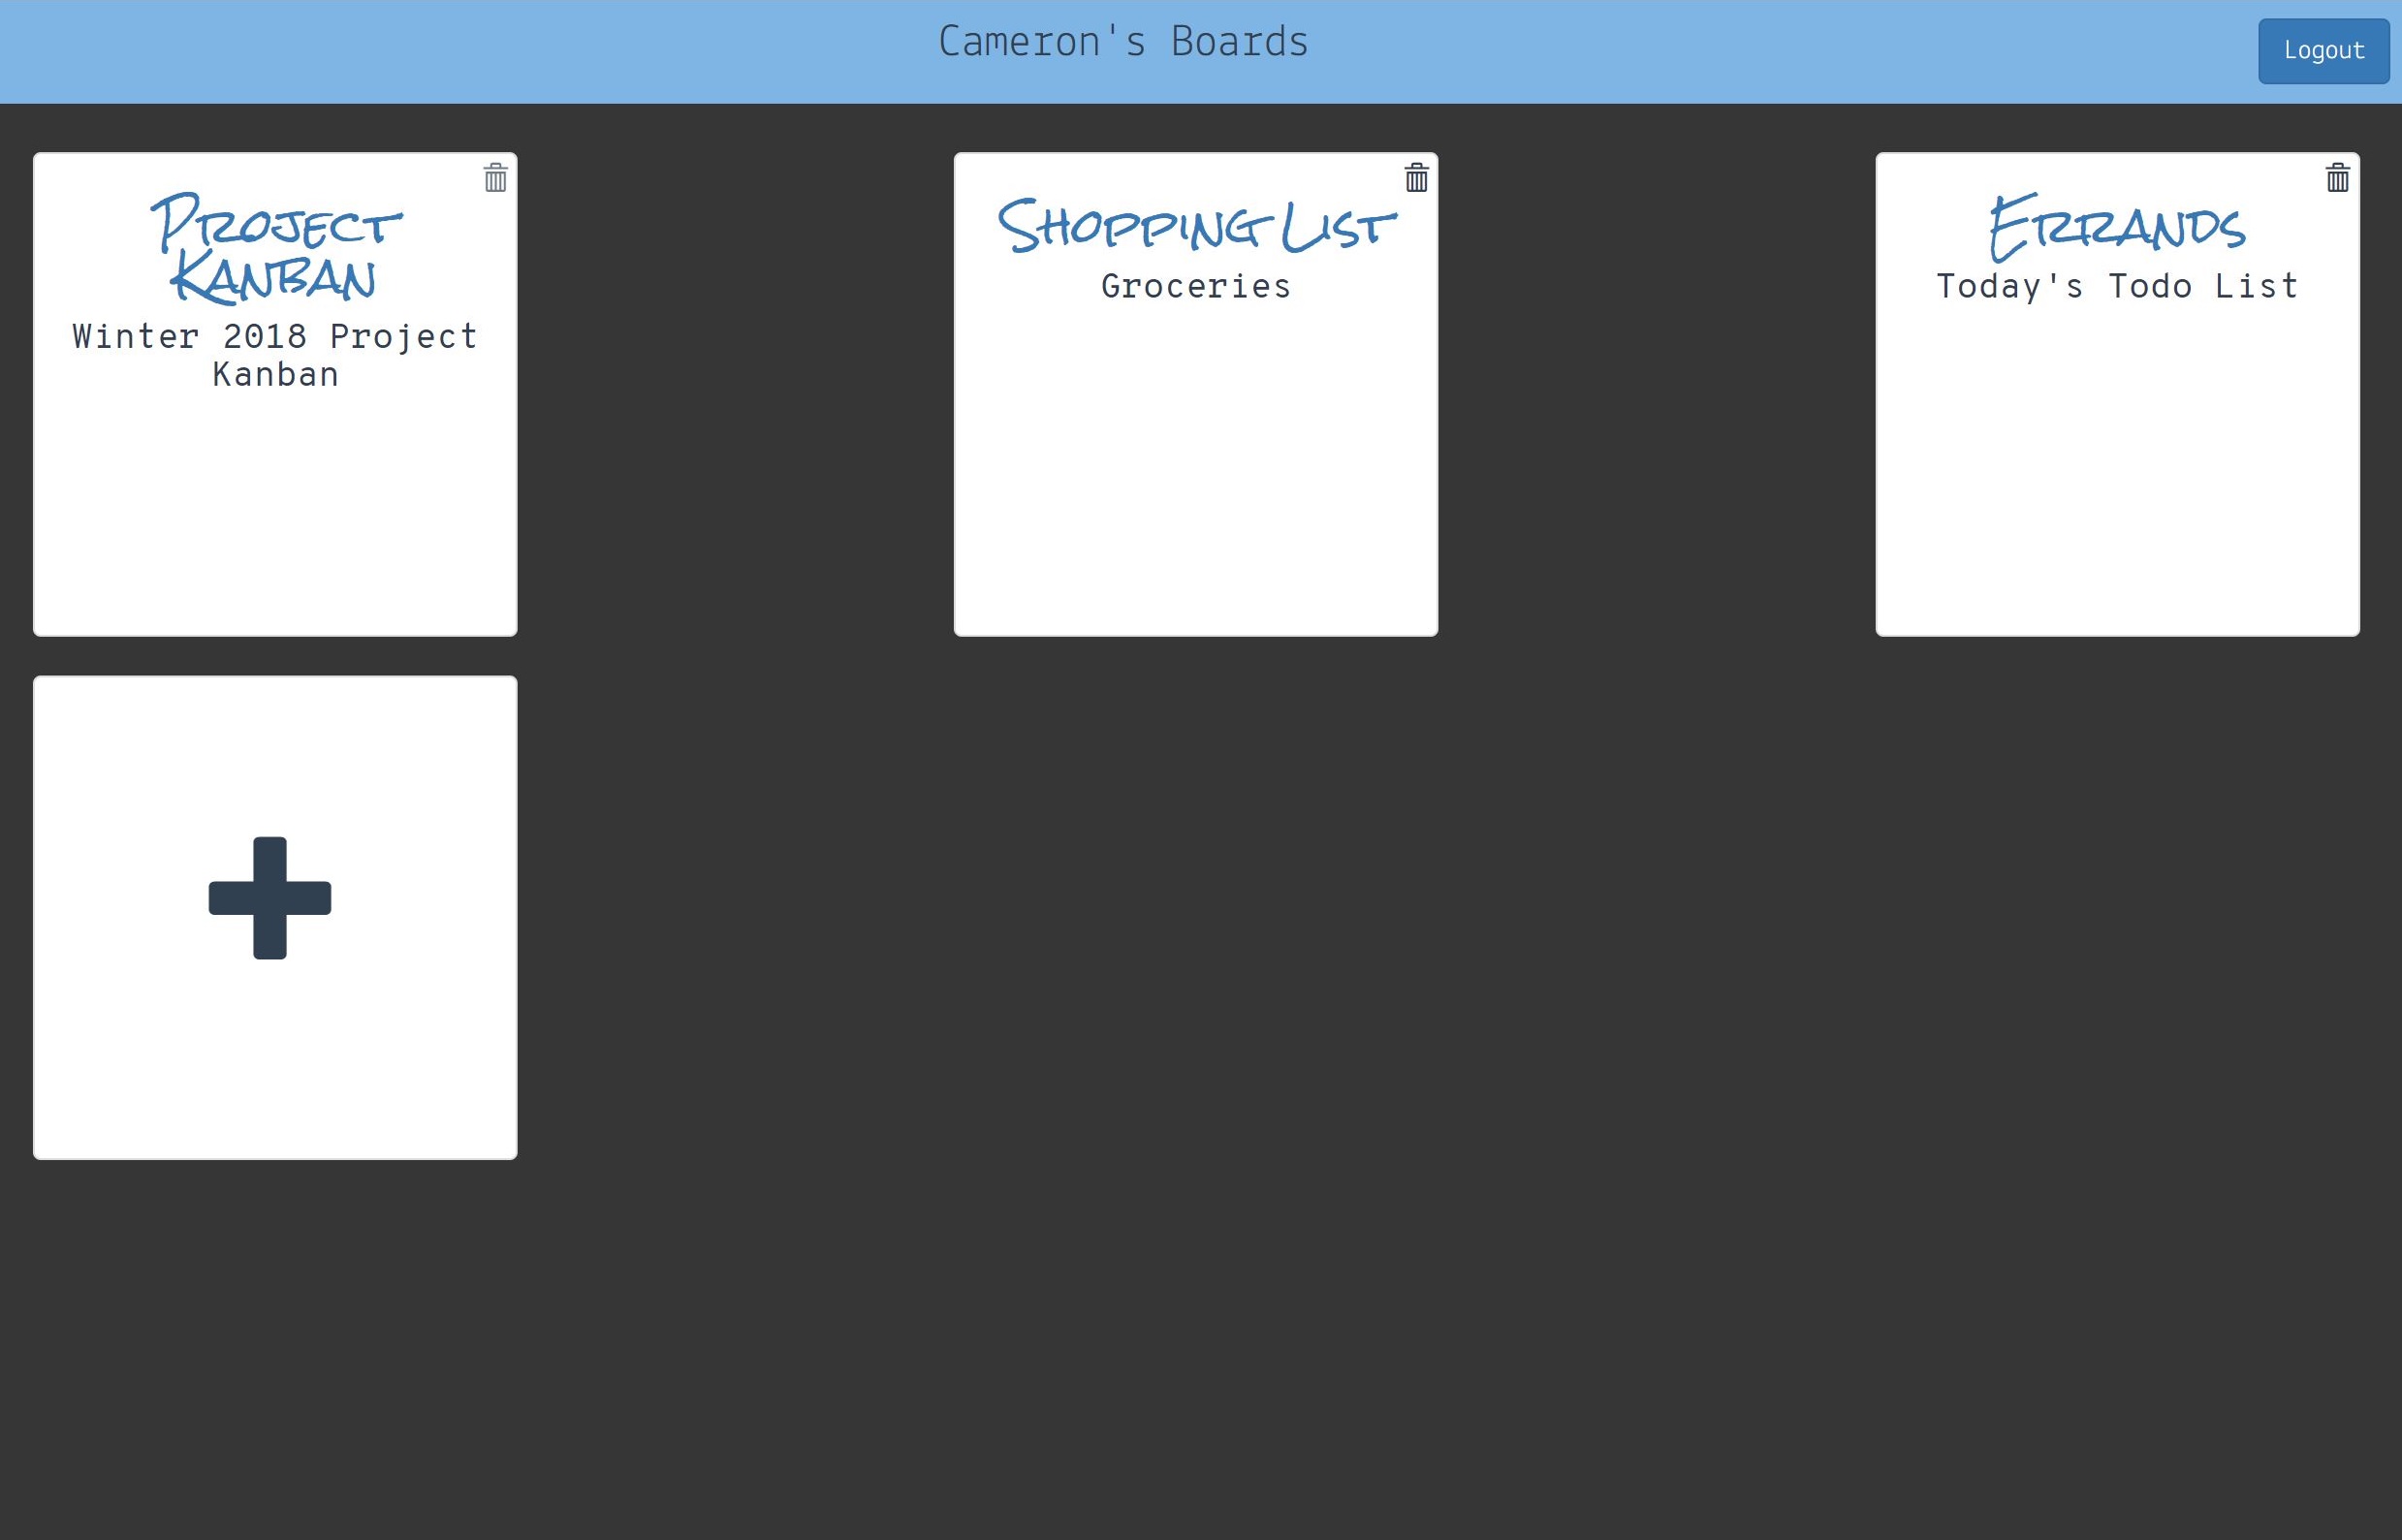 Cameron's Boards
Logout
Project
Kanban
Winter 2018 Project
Kanban
Shopping List
Groceries
Errands
Today's Todo List